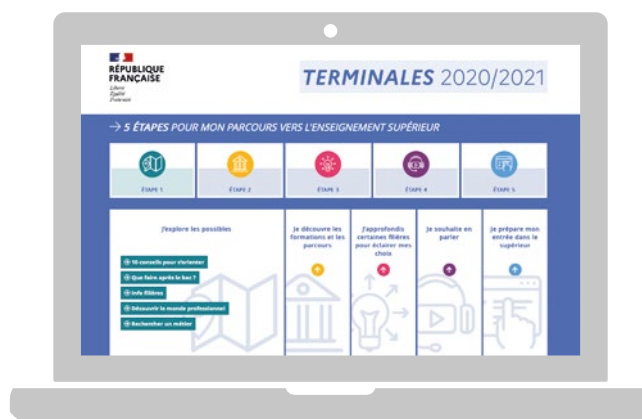 RÉPUBLIQUE
FRANÇAISE
Liberté
Égalité
Fraternité
TERMINALES 2020/2021
→ 5 ÉTAPES POUR MON PARCOURS VERS L'ENSEIGNEMENT SUPÉRIEUR
ÉTAPE 1
ÉTAPE 2
ÉTAPE 3
ÉTAPE 4
ÉTAPE 5
J'explore les possibles
10 conseils pour s'orienter
Que faire après le bac ?
Info filières
Découvrir le monde professionnel
Rechercher un métier
Je découvre les
formations et les
parcours
J'approfondis
certaines filières
pour éclairer mes
choix
Je souhaite en
parler
Je prépare mon
entrée dans le
supérieur